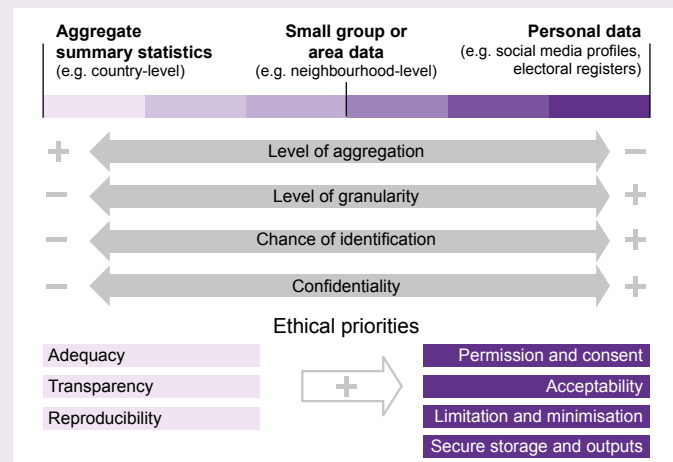 Aggregate
summary statistics
(e.g. country-level)
Small group or
area data
(e.g. neighbourhood-level)
Personal data
(e.g. social media profiles,
electoral registers)
+ Level of aggregation −
− Level of granularity +
− Chance of identification +
− Confidentiality +
Ethical priorities
Adequacy
Transparency
Reproducibility
+
Permission and consent
Acceptability
Limitation and minimisation
Secure storage and outputs